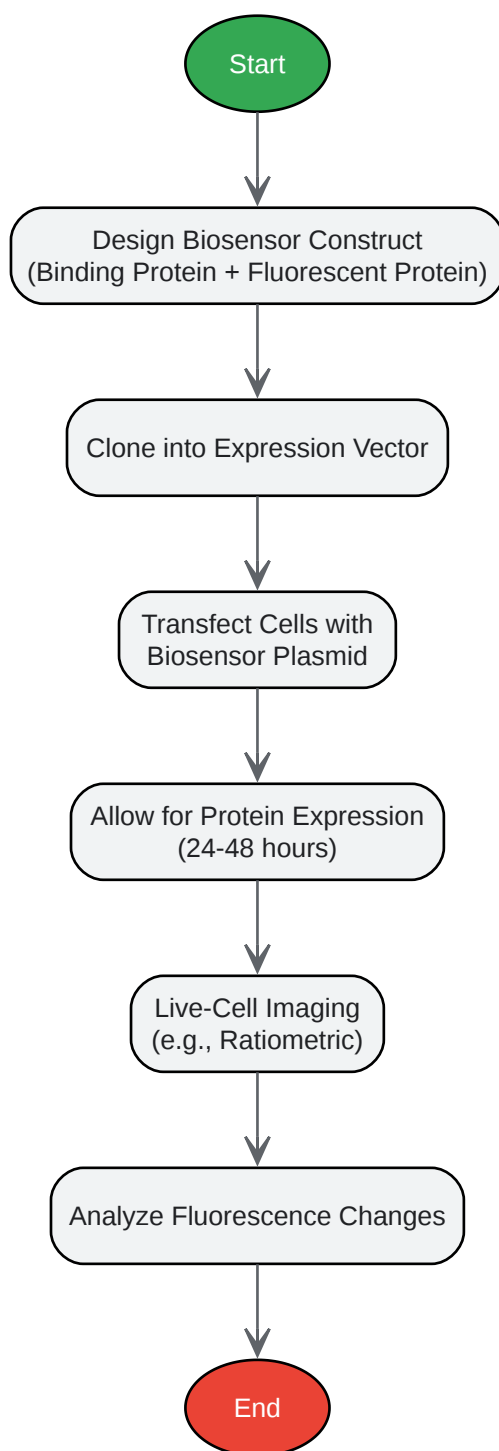 Start
Design Biosensor Construct
(Binding Protein + Fluorescent Protein)
Clone into Expression Vector
Transfect Cells with
Biosensor Plasmid
Allow for Protein Expression
(24-48 hours)
Live-Cell Imaging
(e.g., Ratiometric)
Analyze Fluorescence Changes
End